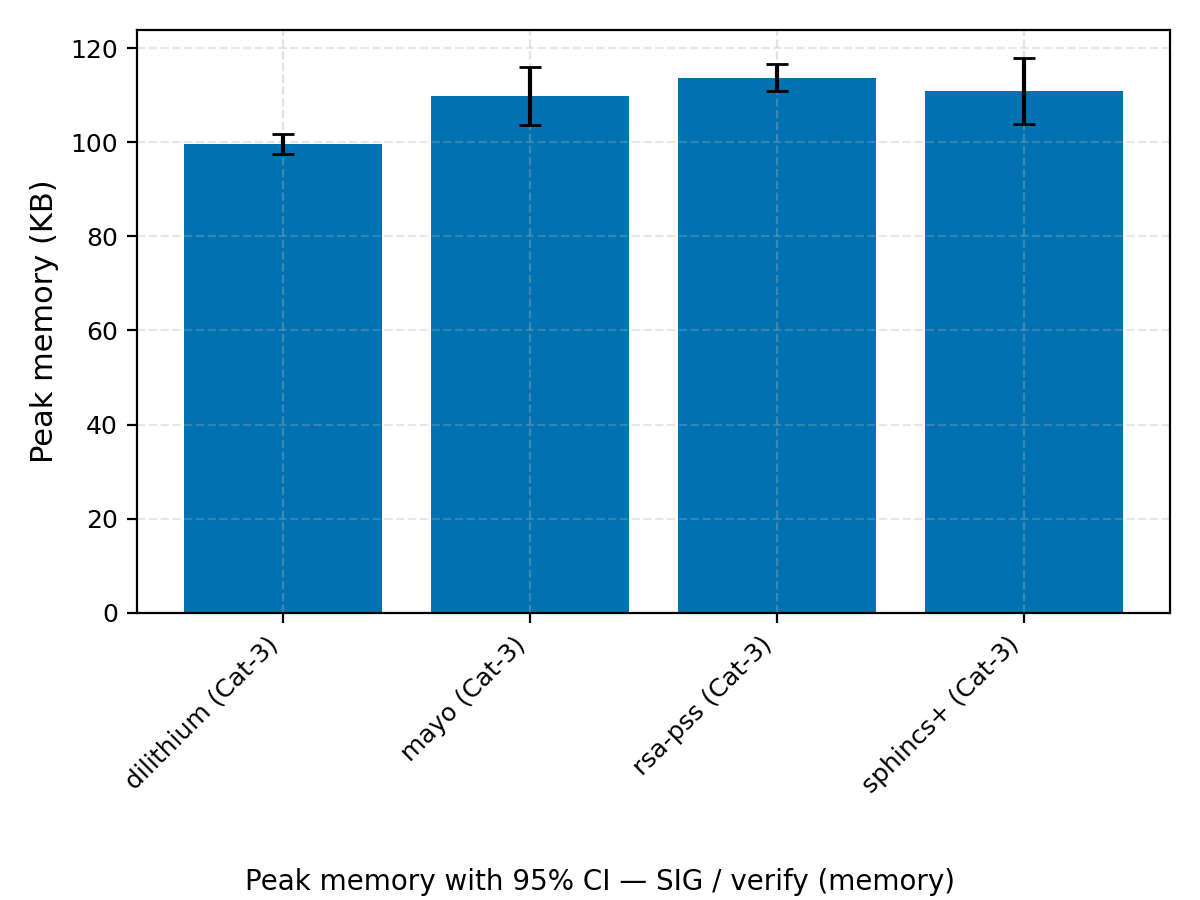 120
100
80
60
40
20
0
Peak memory (KB)
dilithium (Cat-3)
mayo (Cat-3)
rsa-pss (Cat-3)
sphincs+ (Cat-3)
Peak memory with 95% CI — SIG / verify (memory)